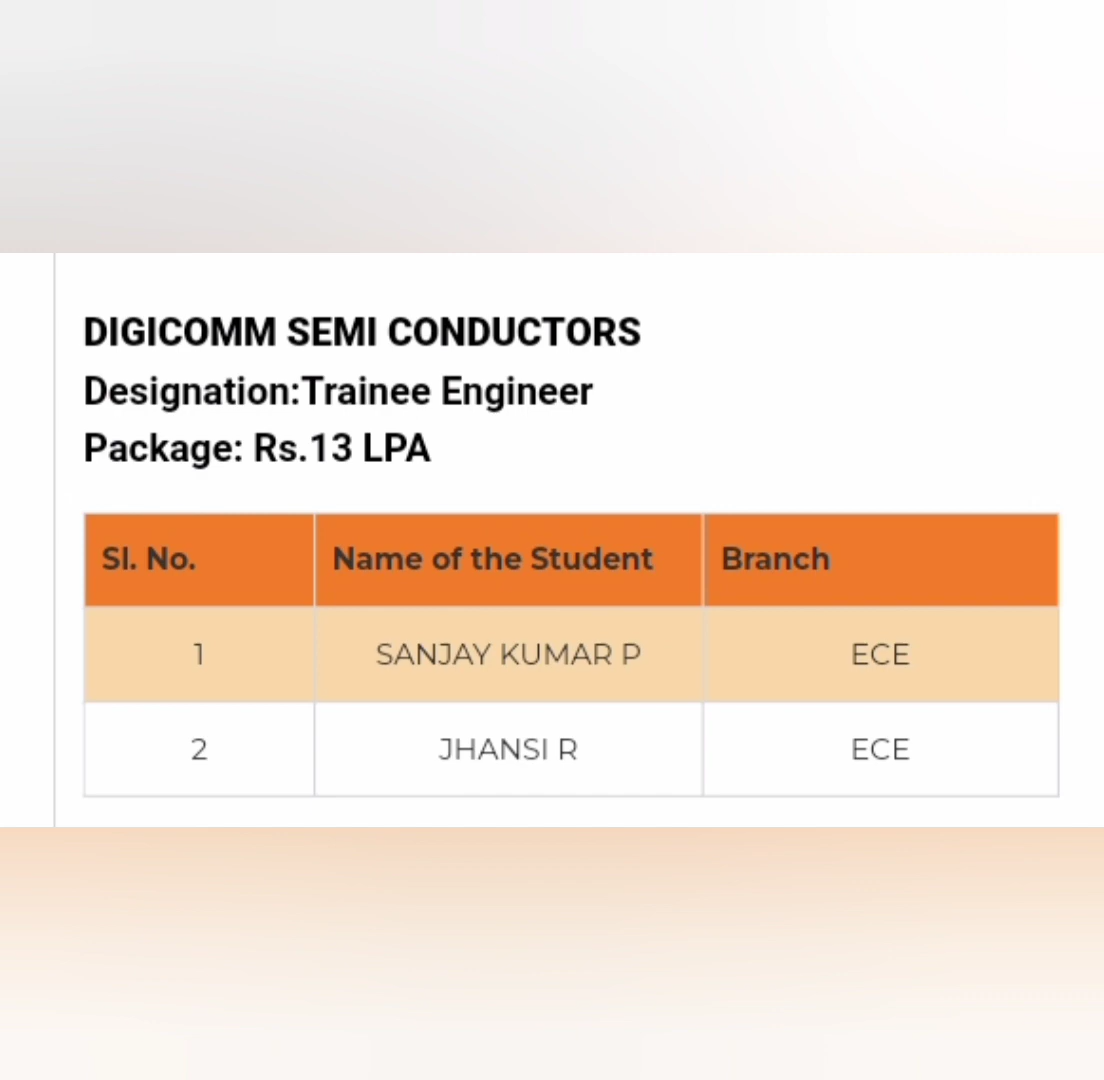 DIGICOMM SEMI CONDUCTORS
Designation:Trainee Engineer
Package: Rs.13 LPA
Sl. No. Name of the Student Branch
1 SANJAY KUMAR P ECE
2 JHANSI R ECE